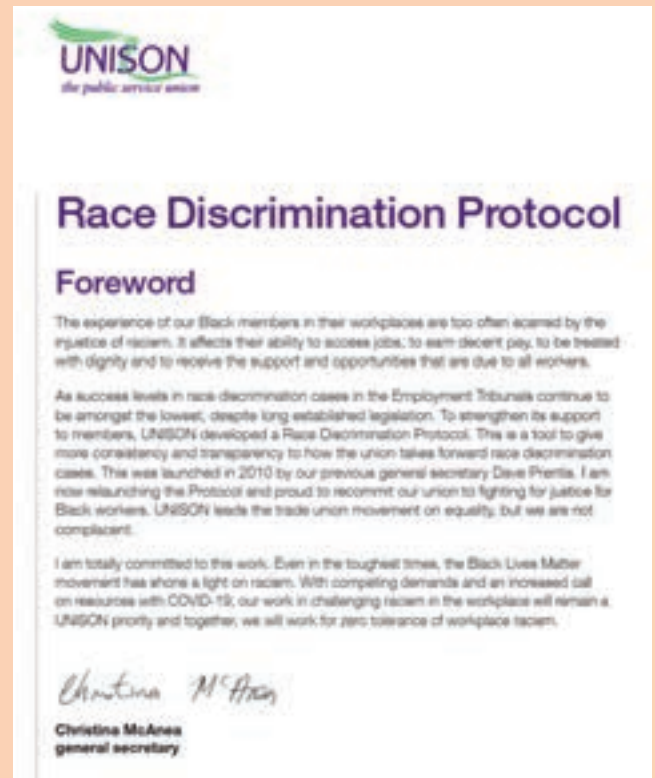 UNISON
the public service union
Race Discrimination Protocol
Foreword
The experience of our Black members in their workplaces are too often scarred by the
injustice of racism. It affects their ability to access jobs, to earn decent pay, to be treated
with dignity and to receive the support and opportunities that are due to all workers.
As success levels in race discrimination cases in the Employment Tribunals continue to
be amongst the lowest, despite long established legislation. To strengthen its support
to members, UNISON developed a Race Discrimination Protocol. This is a tool to give
more consistency and transparency to how the union takes forward race discrimination
cases. This was launched in 2010 by our previous general secretary Dave Prentis. I am
now relaunching the Protocol and proud to recommit our union to fighting for justice for
Black workers. UNISON leads the trade union movement on equality, but we are not
complacent.
I am totally committed to this work. Even in the toughest times, the Black Lives Matter
movement has shone a light on racism. With competing demands and an increased call
on resources with COVID-19, our work in challenging racism in the workplace will remain a
UNISON priority and together, we will work for zero tolerance of workplace racism.
Christina McAnea
Christina McAnea
general secretary